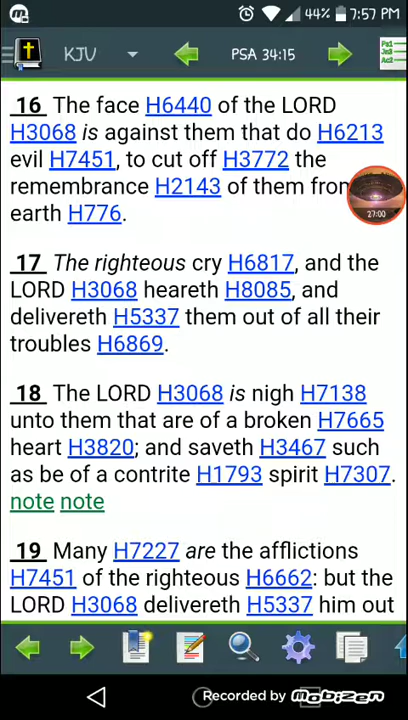 44% 7:57 PM
KJV PSA 34:15
Ps1
Jn3
Ac2
16 The face H6440 of the LORD
H3068 is against them that do H6213
evil H7451, to cut off H3772 the
remembrance H2143 of them from
earth H776.
27:00
17 The righteous cry H6817, and the
LORD H3068 heareth H8085, and
delivereth H5337 them out of all their
troubles H6869.
18 The LORD H3068 is nigh H7138
unto them that are of a broken H7665
heart H3820; and saveth H3467 such
as be of a contrite H1793 spirit H7307.
note note
19 Many H7227 are the afflictions
H7451 of the righteous H6662: but the
LORD H3068 delivereth H5337 him out
Recorded by mobizen